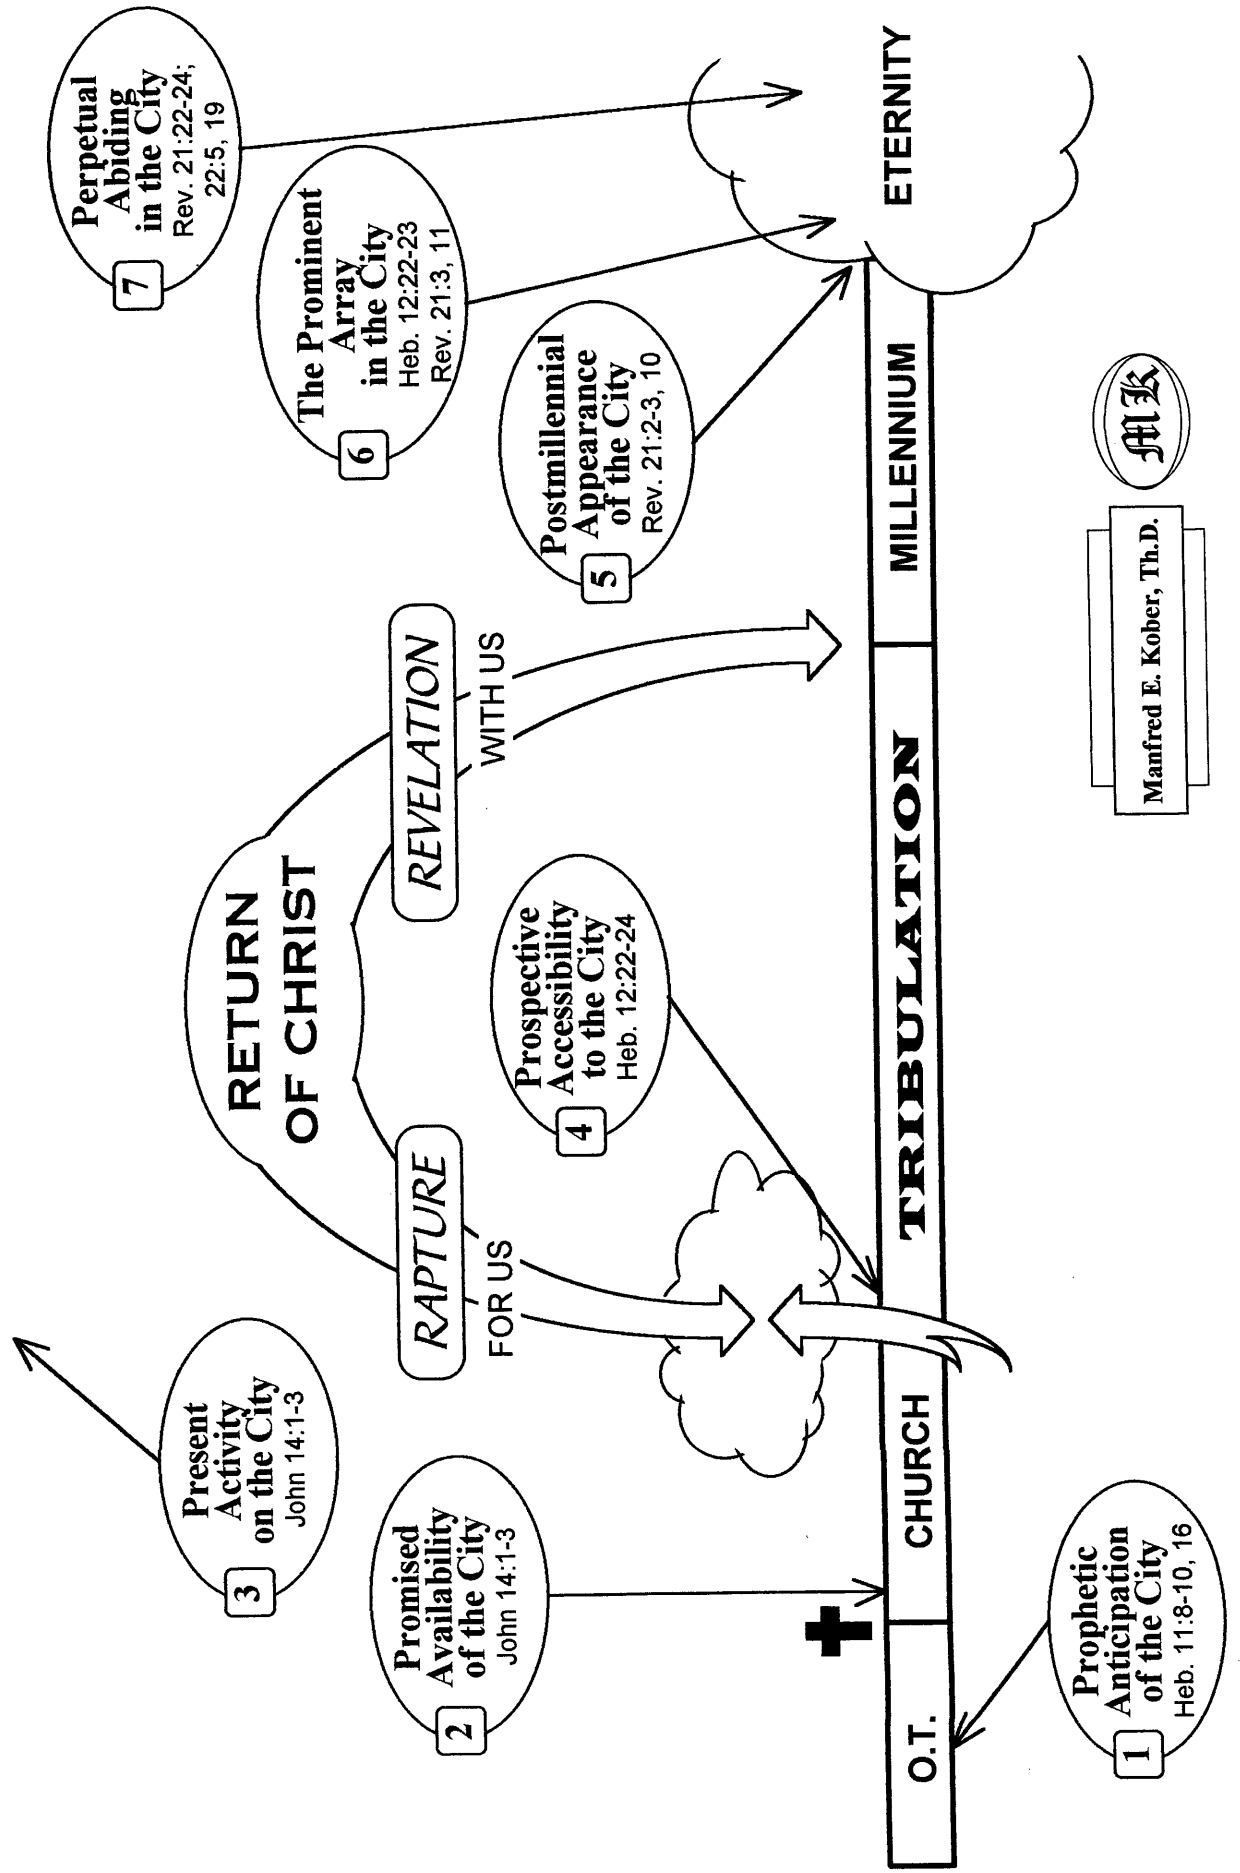 RETURN
OF CHRIST
RAPTURE
FOR US
REVELATION
WITH US
1
Prophetic
Anticipation
of the City
Heb. 11:8-10, 16
2
Promised
Availability
of the City
John 14:1-3
3
Present
Activity
on the City
John 14:1-3
4
Prospective
Accessibility
to the City
Heb. 12:22-24
5
Postmillennial
Appearance
of the City
Rev. 21:2-3, 10
6
The Prominent
Array
in the City
Heb. 12:22-23
Rev. 21:3, 11
7
Perpetual
Abiding
in the City
Rev. 21:22-24;
22:5, 19
O.T.
CHURCH
TRIBULATION
MILLENNIUM
ETERNITY
Manfred E. Kober, Th.D.
MK